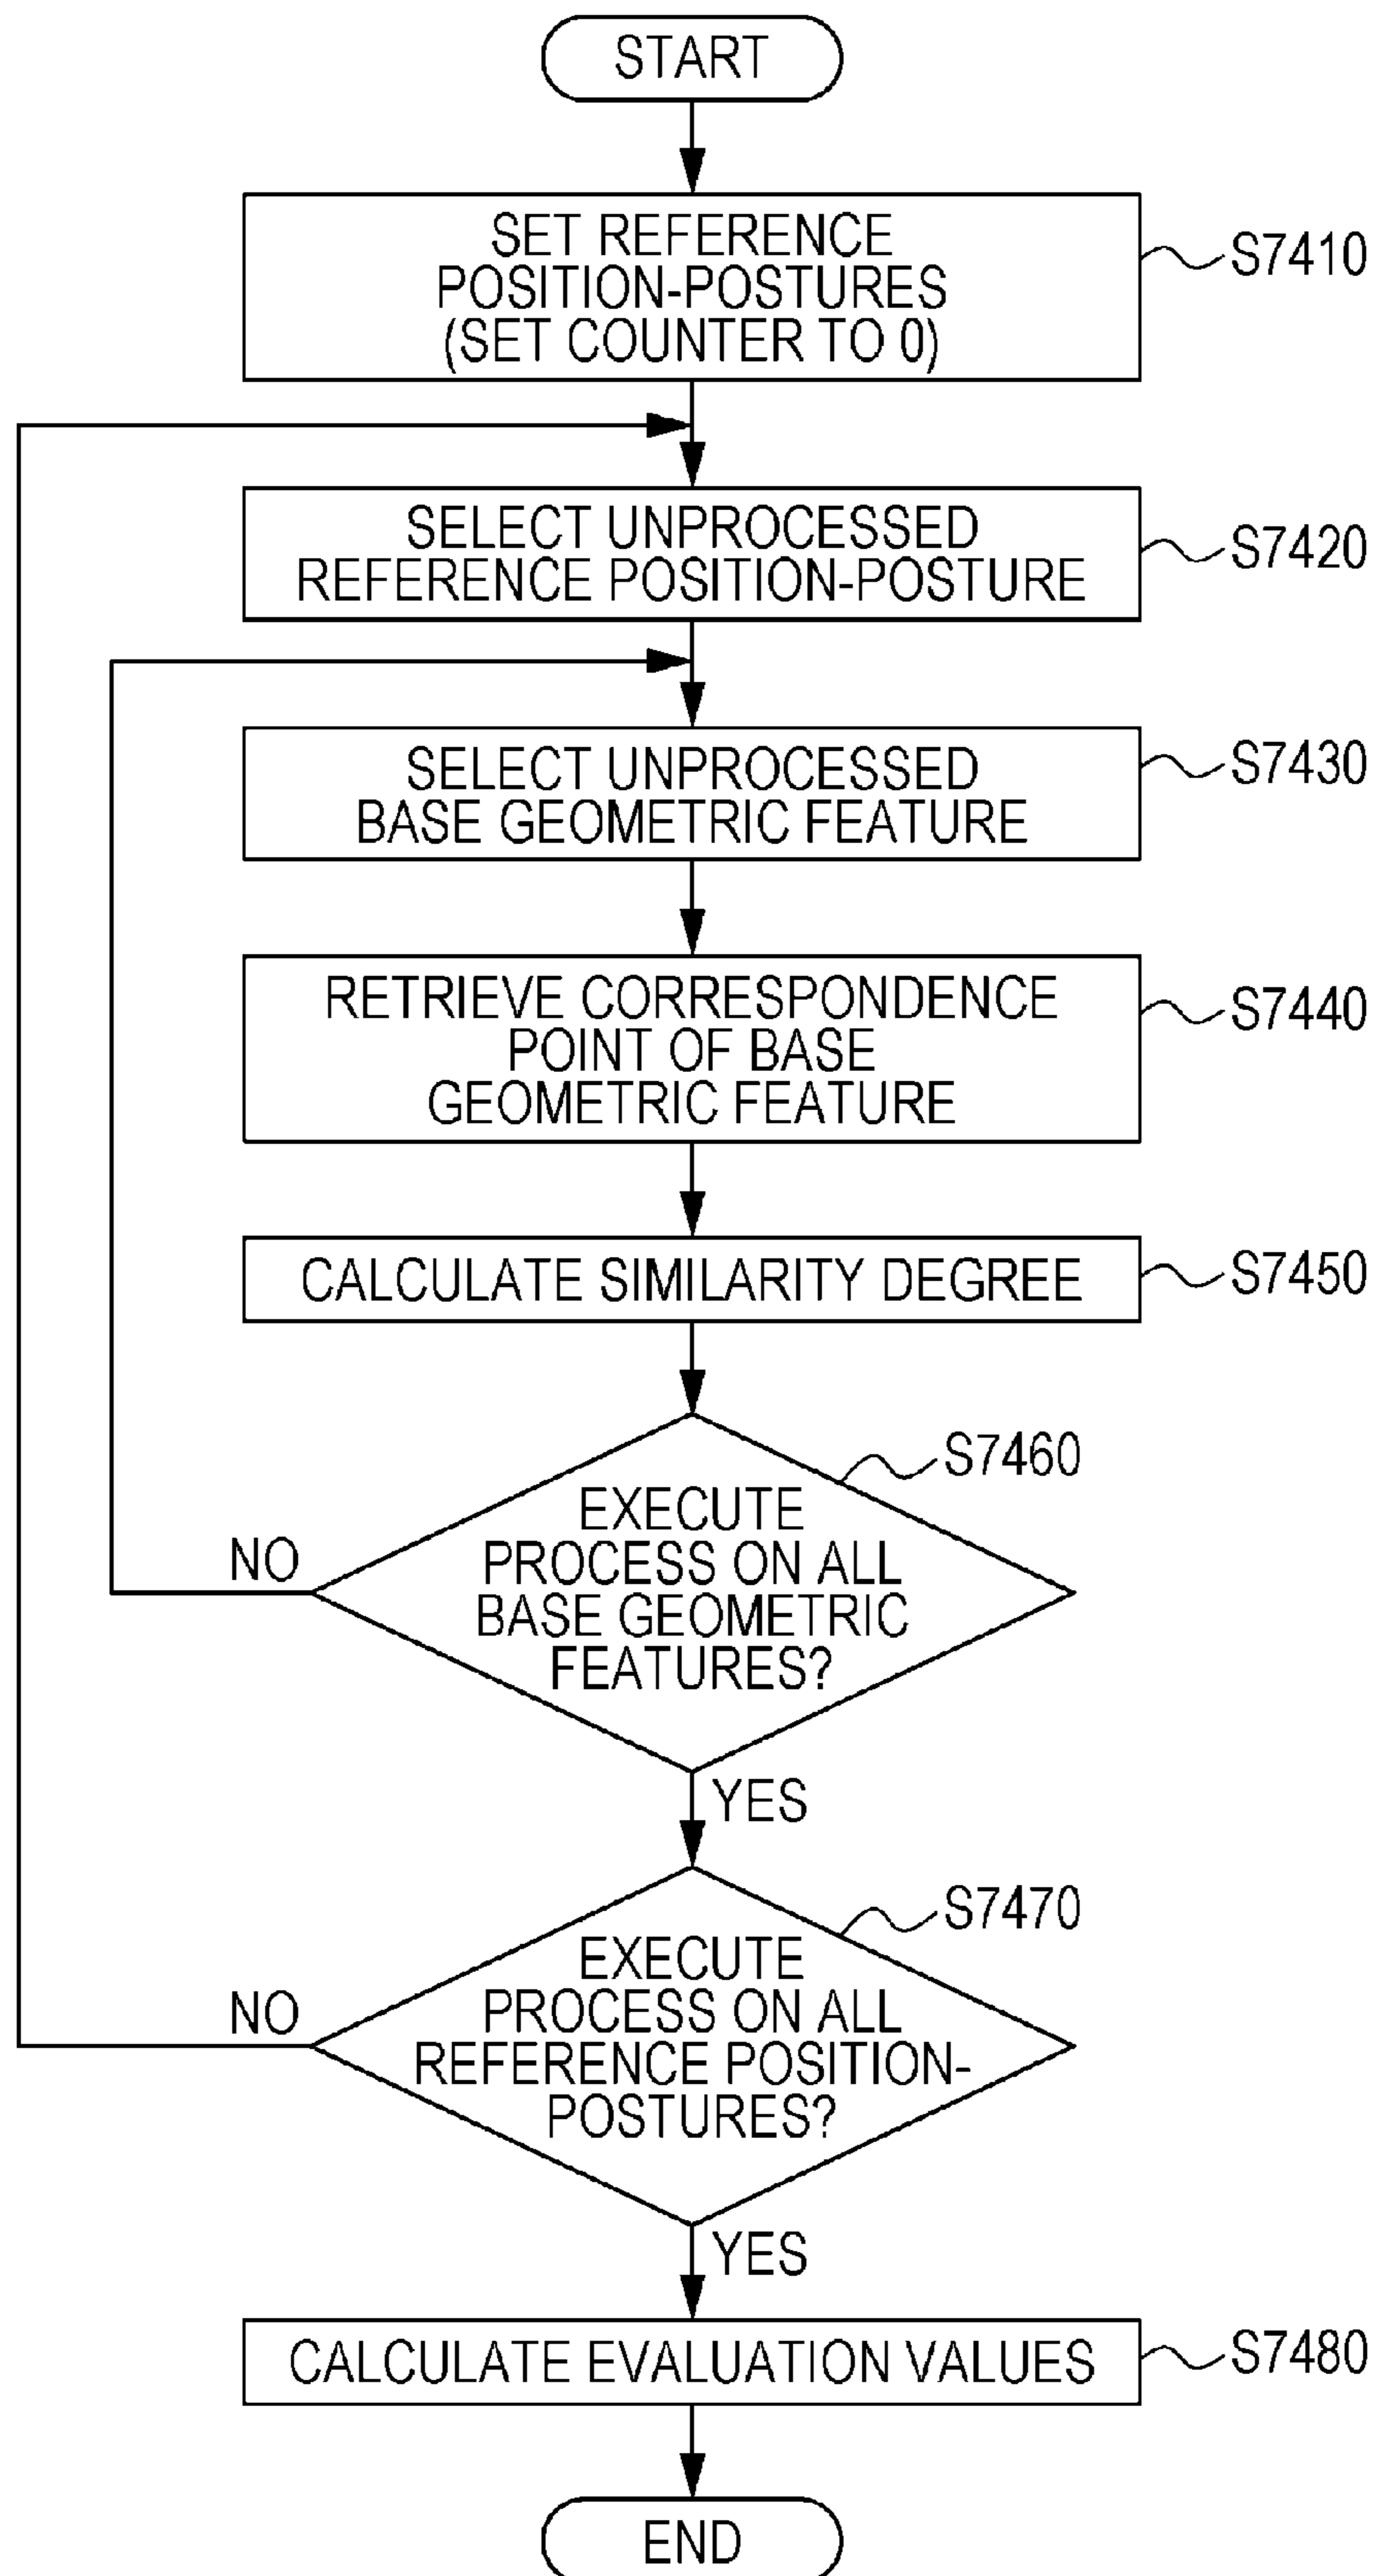 START
SET REFERENCE
POSITION-POSTURES
(SET COUNTER TO 0)
S7410
SELECT UNPROCESSED
REFERENCE POSITION-POSTURE
S7420
SELECT UNPROCESSED
BASE GEOMETRIC FEATURE
S7430
RETRIEVE CORRESPONDENCE
POINT OF BASE
GEOMETRIC FEATURE
S7440
CALCULATE SIMILARITY DEGREE
S7450
S7460
EXECUTE
PROCESS ON ALL
BASE GEOMETRIC
FEATURES?
NO
YES
S7470
EXECUTE
PROCESS ON ALL
REFERENCE POSITION-
POSTURES?
NO
YES
CALCULATE EVALUATION VALUES
S7480
END